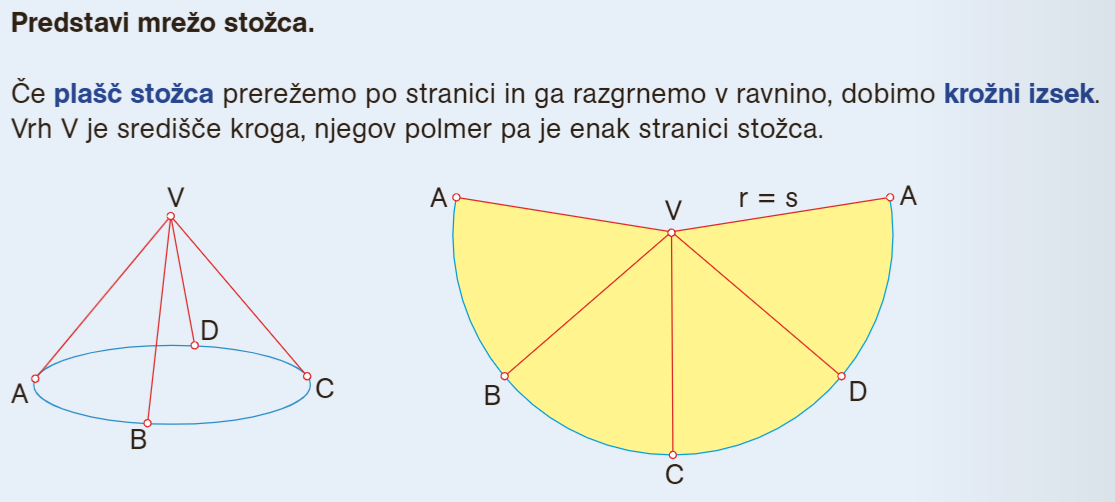 Predstavi mrežo stožca.
Če plašč stožca prerežemo po stranici in ga razgrnemo v ravnino, dobimo krožni izsek.
Vrh V je središče kroga, njegov polmer pa je enak stranici stožca.
V
A
B
C
D
A
V
r = s
A
B
C
D